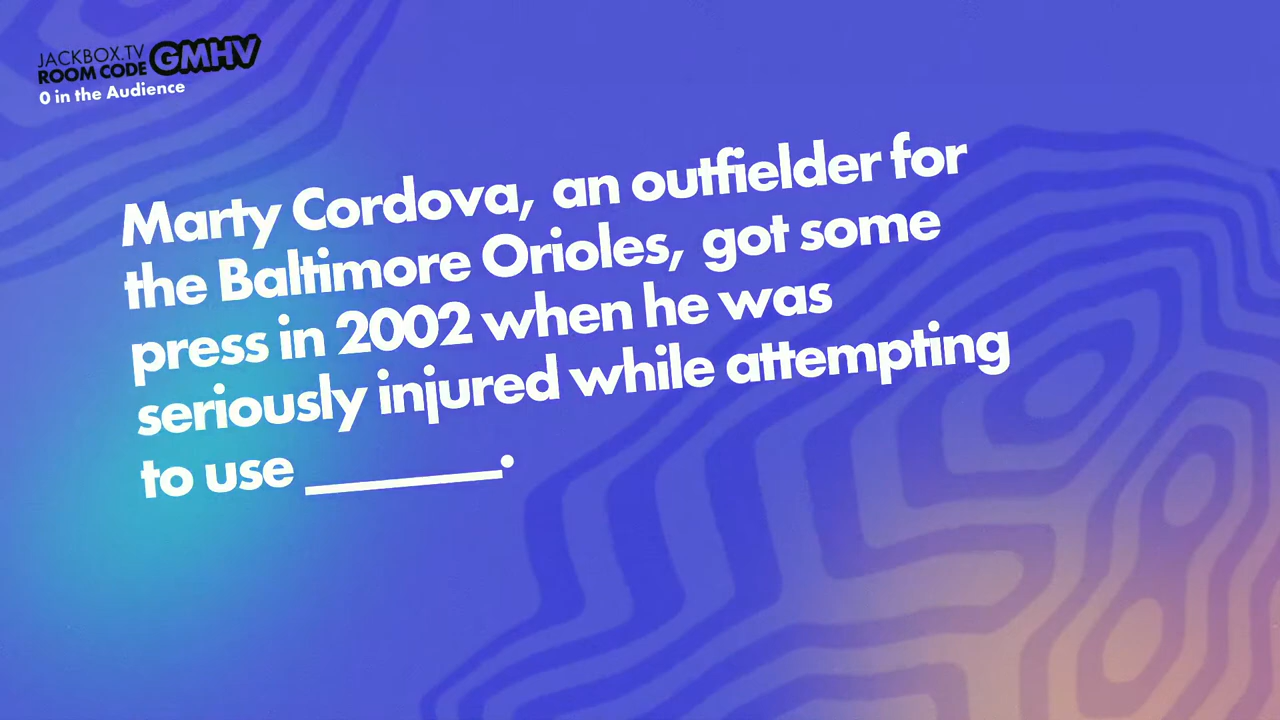 JACKBOX.TV
ROOM CODE GMHV
0 in the Audience
Marty Cordova, an outfielder for
the Baltimore Orioles, got some
press in 2002 when he was
seriously injured while attempting
to use ______.